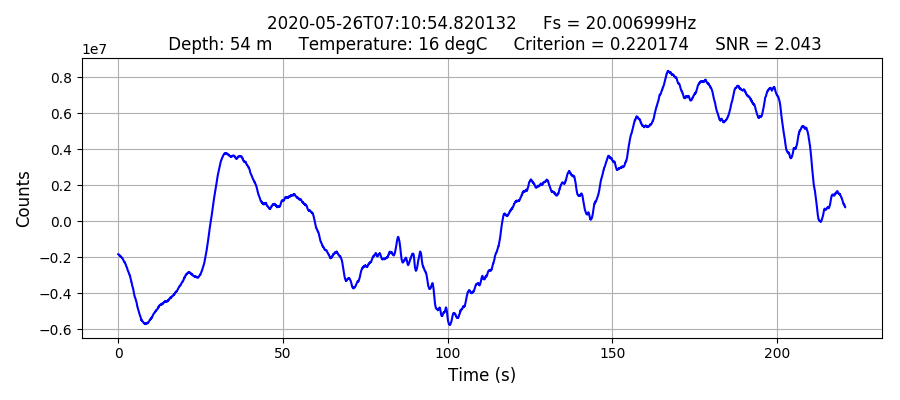 2020-05-26T07:10:54.820132 Fs = 20.006999Hz
Depth: 54 m Temperature: 16 degC Criterion = 0.220174 SNR = 2.043
1e7
0.8
0.6
0.4
0.2
0.0
−0.2
−0.4
−0.6
Counts
0 50 100 150 200
Time (s)